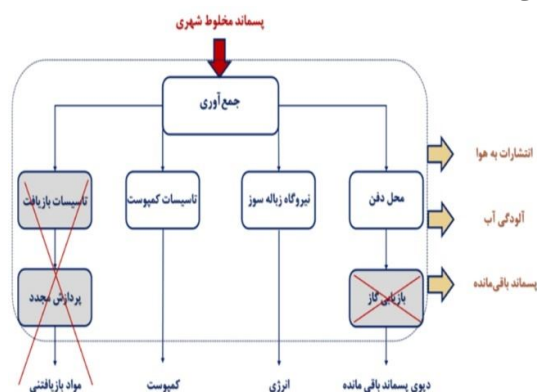 پسماند مخلوط شهری
جمع‌آوری
تاسیسات بازیافت
تاسیسات کمپوست
نیروگاه زباله سوز
محل دفن
پردازش مجدد
بازیابی گاز
مواد بازیافتنی
کمپوست
انرژی
دپوی پسماند باقی مانده
انتشارات به هوا
آلودگی آب
پسماند باقی‌مانده